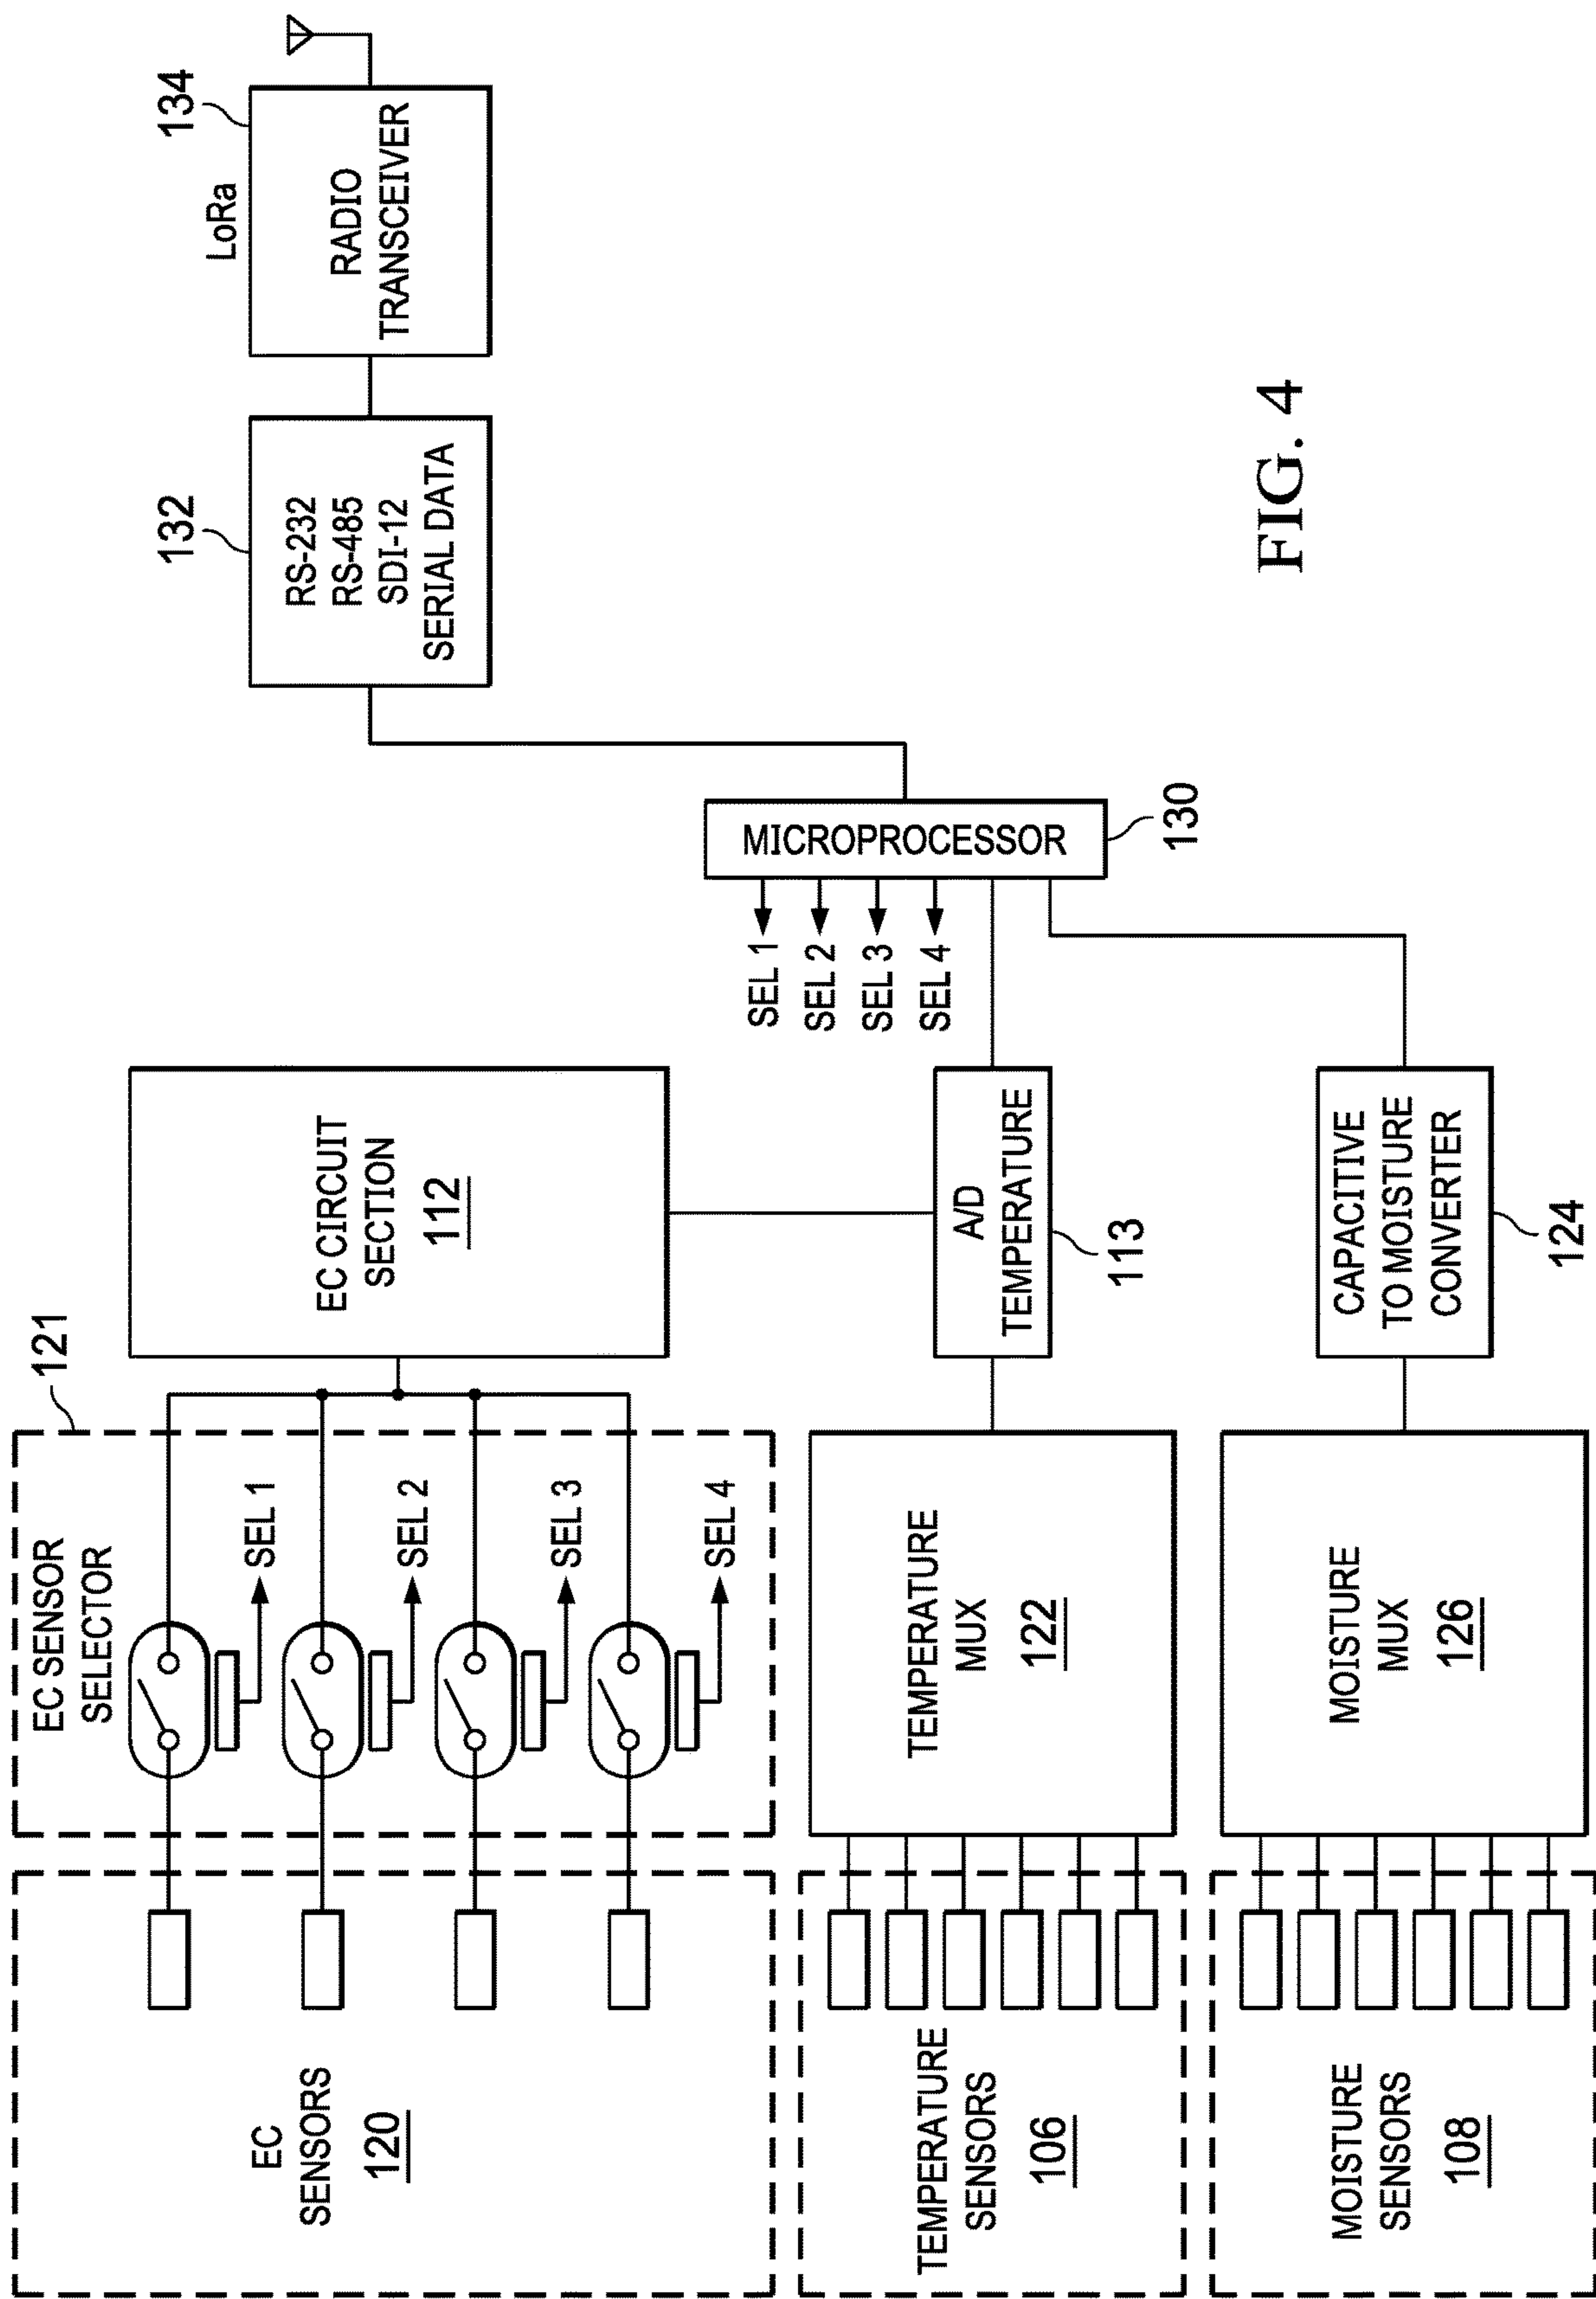 EC
SENSORS
120
EC SENSOR
SELECTOR
121
SEL 1
SEL 2
SEL 3
SEL 4
EC CIRCUIT
SECTION
112
TEMPERATURE
SENSORS
106
TEMPERATURE
MUX
122
A/D
TEMPERATURE
113
MOISTURE
SENSORS
108
MOISTURE
MUX
126
CAPACITIVE
TO MOISTURE
CONVERTER
124
SEL 1
SEL 2
SEL 3
SEL 4
MICROPROCESSOR
130
RS-232
RS-485
SDI-12
SERIAL DATA
132
LoRa
134
RADIO
TRANSCEIVER
FIG. 4